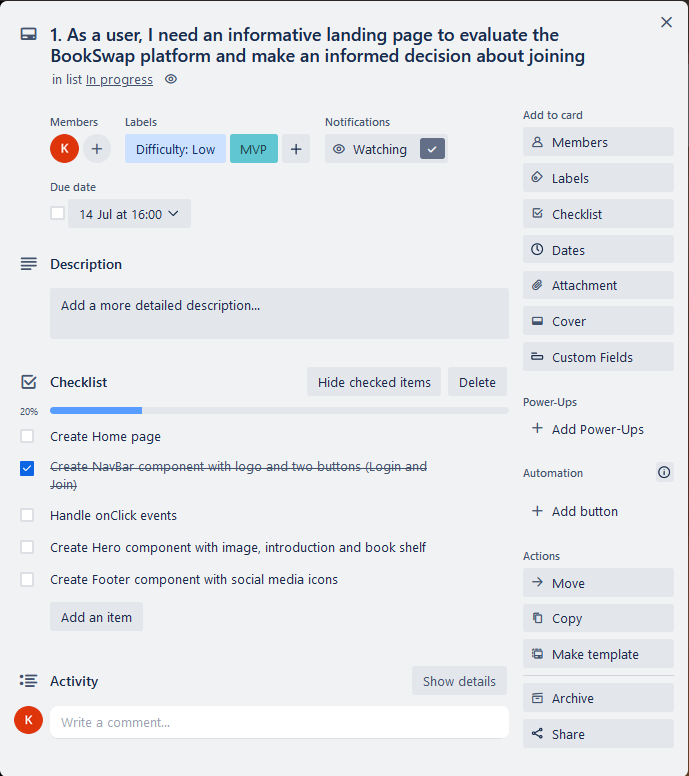 1. As a user, I need an informative landing page to evaluate the
BookSwap platform and make an informed decision about joining
in list In progress
Members
Labels
Notifications
K
Difficulty: Low
MVP
Watching
Due date
14 Jul at 16:00
Description
Add a more detailed description...
Checklist
Hide checked items
Delete
20%
Create Home page
Create NavBar component with logo and two buttons (Login and
Join)
Handle onClick events
Create Hero component with image, introduction and book shelf
Create Footer component with social media icons
Add an item
Activity
Show details
K
Write a comment...
Add to card
Members
Labels
Checklist
Dates
Attachment
Cover
Custom Fields
Power-Ups
+ Add Power-Ups
Automation
+ Add button
Actions
Move
Copy
Make template
Archive
Share